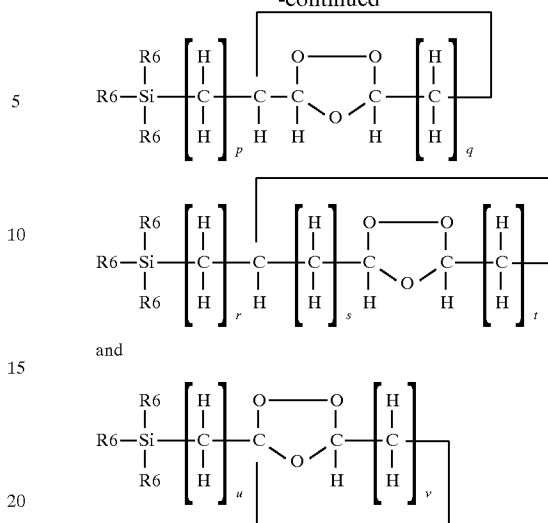 -continued
R6 H O O H
R6 Si C C C C C
5
O
R6 H H H H H
p q
R6 H H O O H
10
R6 Si C C C C C C
O
R6 H H H H H H
r s t
and
15
R6 H O O H
R6 Si C C C C
O
R6 H H H
u v
20